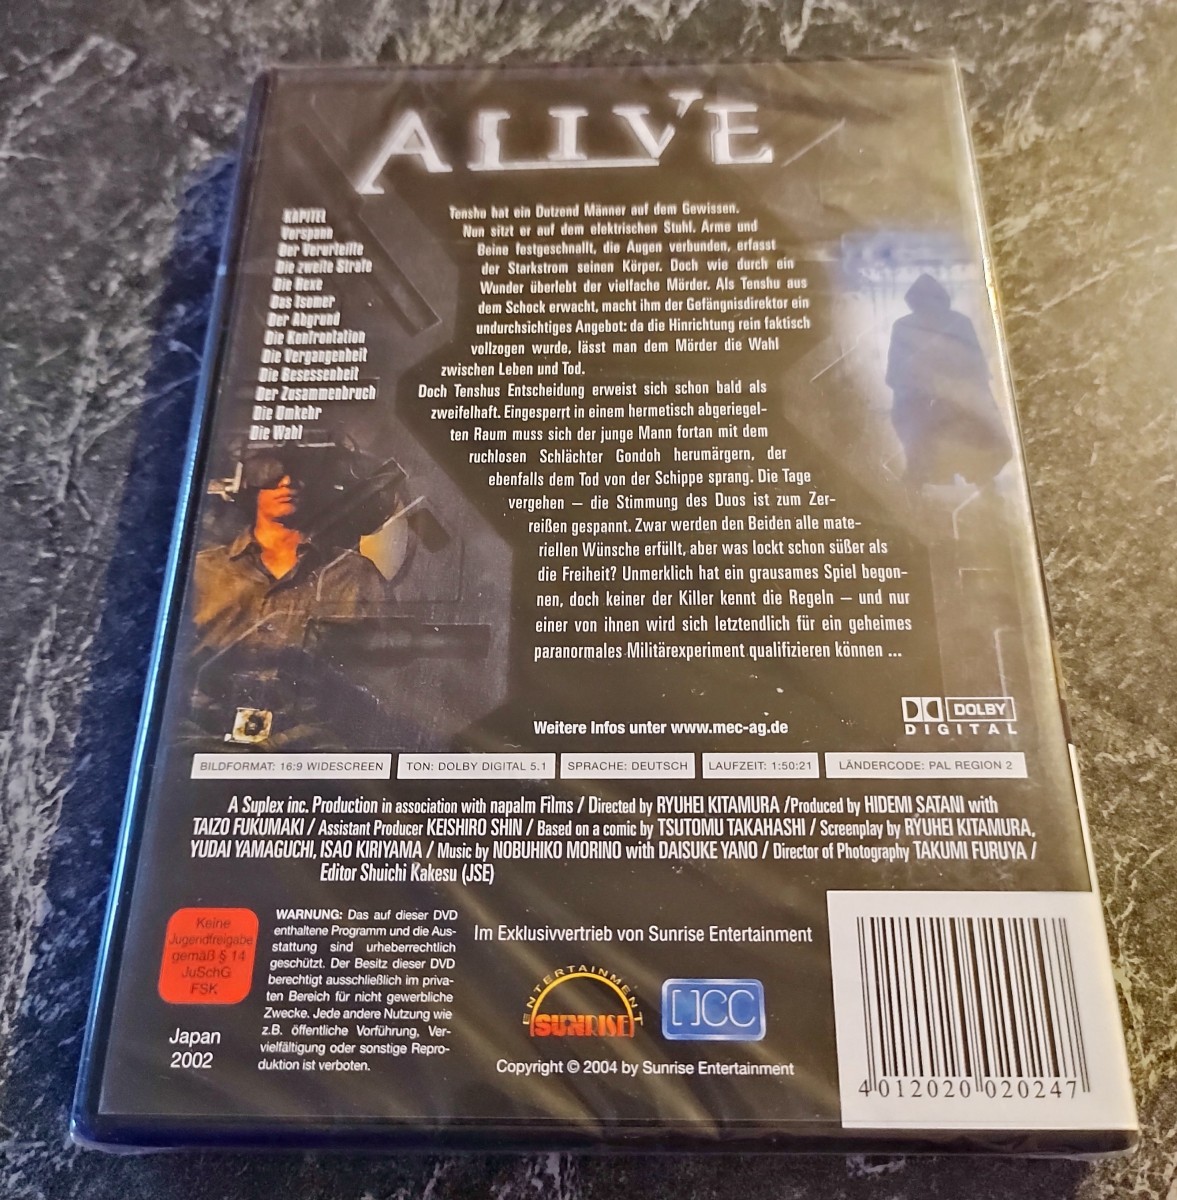 ALIVE
KAPITEL
Vorspann
Der Verurteilte
Die zweite Strafe
Die Hexe
Das Isomer
Der Abgrund
Die Konfrontation
Die Vergangenheit
Die Besessenheit
Der Zusammenbruch
Die Umkehr
Die Wahl
Tenshu hat ein Dutzend Männer auf dem Gewissen.
Nun sitzt er auf dem elektrischen Stuhl. Arme und
Beine festgeschnallt, die Augen verbunden, erfasst
der Starkstrom seinen Körper. Doch wie durch ein
Wunder überlebt der vielfache Mörder. Als Tenshu aus
dem Schock erwacht, macht ihm der Gefängnisdirektor ein
undurchsichtiges Angebot: da die Hinrichtung rein faktisch
vollzogen wurde, lässt man dem Mörder die Wahl
zwischen Leben und Tod.
Doch Tenshus Entscheidung erweist sich schon bald als
zweifelhaft. Eingesperrt in einem hermetisch abgeriegel-
ten Raum muss sich der junge Mann fortan mit dem
ruchlosen Schlächter Gondoh herumärgern, der
ebenfalls dem Tod von der Schippe sprang. Die Tage
vergehen – die Stimmung des Duos ist zum Zer-
reißen gespannt. Zwar werden den Beiden alle mate-
riellen Wünsche erfüllt, aber was lockt schon süßer als
die Freiheit? Unmerklich hat ein grausames Spiel begon-
nen, doch keiner der Killer kennt die Regeln – und nur
einer von ihnen wird sich letztendlich für ein geheimes
paranormales Militärexperiment qualifizieren können ...
Weitere Infos unter www.mec-ag.de
DOLBY
DIGITAL
BILDFORMAT: 16:9 WIDESCREEN
TON: DOLBY DIGITAL 5.1
SPRACHE: DEUTSCH
LAUFZEIT: 1:50:21
LÄNDERCODE: PAL REGION 2
A Suplex inc. Production in association with napalm Films / Directed by RYUHEI KITAMURA /Produced by HIDEMI SATANI with
TAIZO FUKUMAKI / Assistant Producer KEISHIRO SHIN / Based on a comic by TSUTOMU TAKAHASHI / Screenplay by RYUHEI KITAMURA,
YUDAI YAMAGUCHI, ISAO KIRIYAMA / Music by NOBUHIKO MORINO with DAISUKE YANO / Director of Photography TAKUMI FURUYA /
Editor Shuichi Kakesu (JSE)
Keine
Jugendfreigabe
gemäß § 14
JuSchG
FSK
Japan
2002
WARNUNG: Das auf dieser DVD
enthaltene Programm und die Aus-
stattung sind urheberrechtlich
geschützt. Der Besitz dieser DVD
berechtigt ausschließlich im priva-
ten Bereich für nicht gewerbliche
Zwecke. Jede andere Nutzung wie
z.B. öffentliche Vorführung, Ver-
vielfältigung oder sonstige Repro-
duktion ist verboten.
Im Exklusivvertrieb von Sunrise Entertainment
ENTERTAINMENT
SUNRISE
Copyright © 2004 by Sunrise Entertainment
4 012020 020247